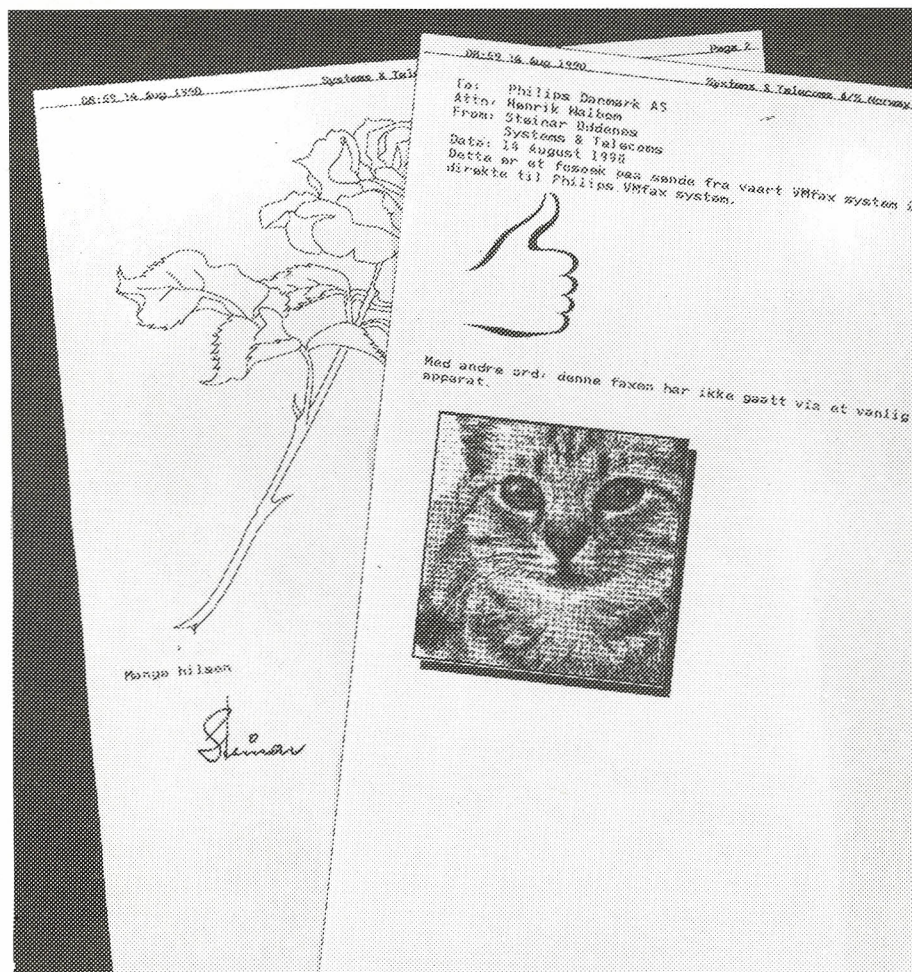 08:59 14 Aug 1990
Systems & Tel
Page 2
Mange hilsen
Steinar
08:59 14 Aug 1990
Systems & Telecoms A/S Norway
To: Philips Danmark AS
Attn: Henrik Walbom
From: Steinar Oddenes
Systems & Telecoms
Date: 14 August 1990
Dette er et fosoek paa sende fra vaart VMfax system i
direkte til Philips VMfax system.
Med andre ord: denne faxen har ikke gaatt via et vanlig
apparat.